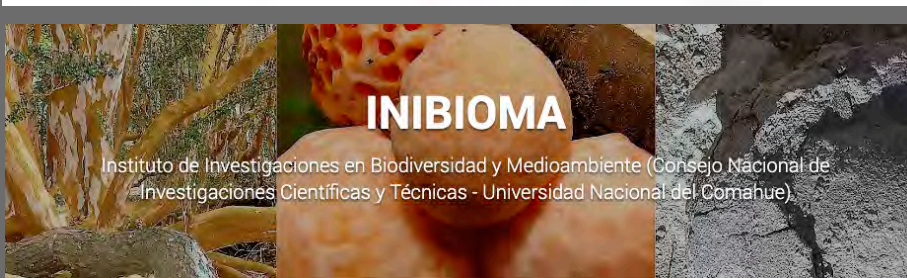 INIBIOMA
Instituto de Investigaciones en Biodiversidad y Medioambiente (Consejo Nacional de
Investigaciones Científicas y Técnicas - Universidad Nacional del Comahue)